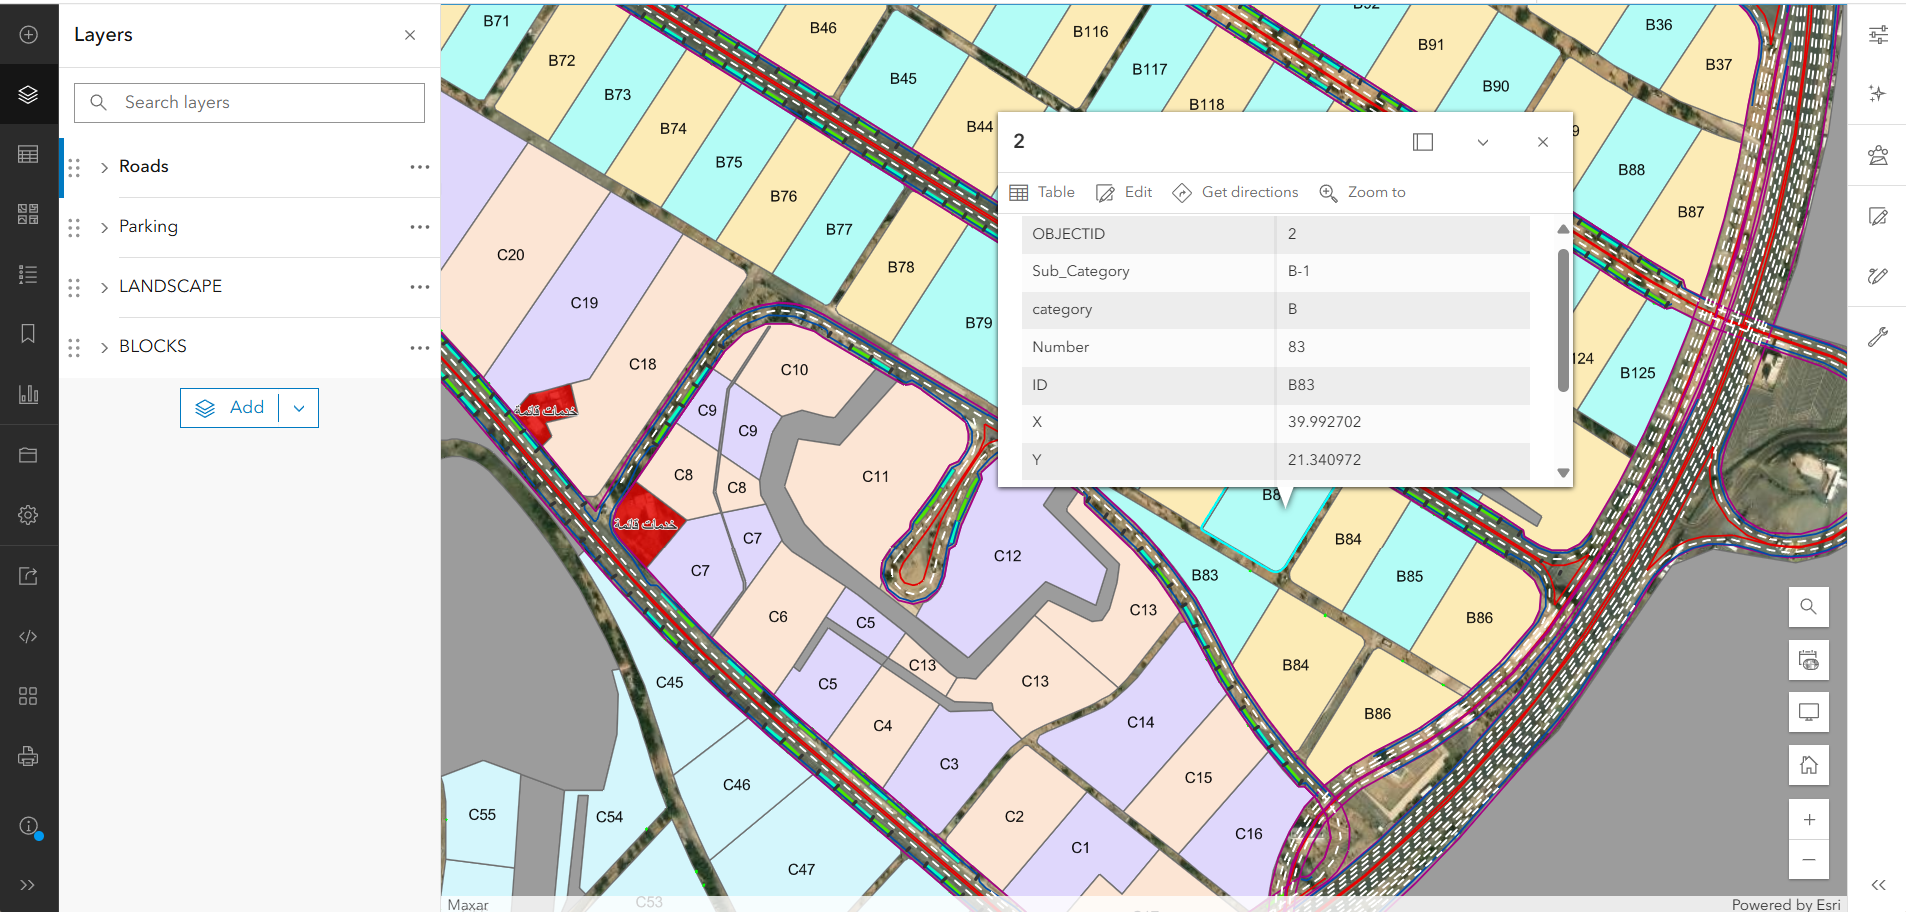 Layers
Search layers
Roads
Parking
LANDSCAPE
BLOCKS
Add
2
Table
Edit
Get directions
Zoom to
OBJECTID 2
Sub_Category B-1
category B
Number 83
ID B83
X 39.992702
Y 21.340972
B71
B46
B116
B36
B72
B91
B37
B45
B117
B90
B73
B118
B74
B44
B75
B88
B76
B87
B77
C20
B78
C19
B79
C18
C10
B125
خدمات قائمة
C9
C9
C8
C11
C8
خدمات قائمة
C7
B84
C12
C7
B83
B85
C13
C6
C5
B86
C13
B84
C45
C5
C13
B86
C4
C14
C3
C15
C46
C55
C54
C2
C16
C1
C47
C53
Maxar
Powered by Esri